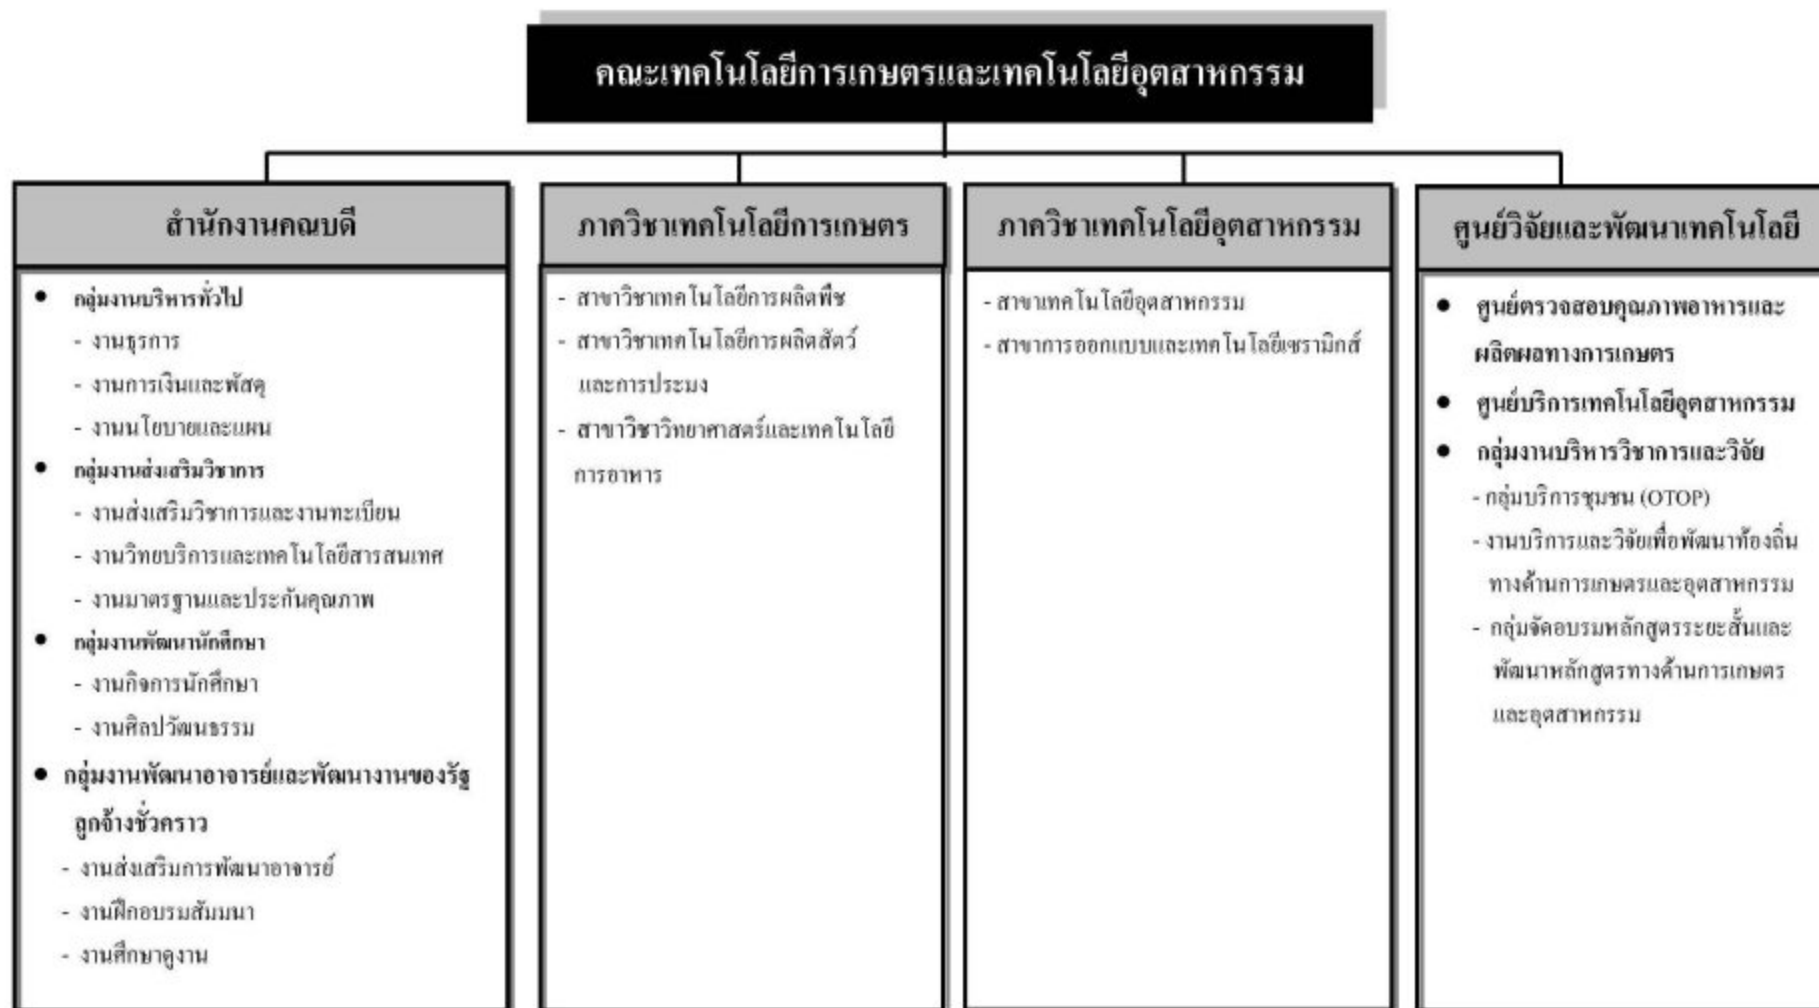 คณะเทคโนโลยีการเกษตรและเทคโนโลยีอุตสาหกรรม
สำนักงานคณบดี
● กลุ่มงานบริหารทั่วไป
- งานธุรการ
- งานการเงินและพัสดุ
- งานนโยบายและแผน
● กลุ่มงานส่งเสริมวิชาการ
- งานส่งเสริมวิชาการและงานทะเบียน
- งานวิทยบริการและเทคโนโลยีสารสนเทศ
- งานมาตรฐานและประกันคุณภาพ
● กลุ่มงานพัฒนานักศึกษา
- งานกิจการนักศึกษา
- งานศิลปวัฒนธรรม
● กลุ่มงานพัฒนาอาจารย์และพัฒนางานของรัฐ
ลูกจ้างชั่วคราว
- งานส่งเสริมการพัฒนาอาจารย์
- งานฝึกอบรมสัมมนา
- งานศึกษาดูงาน
ภาควิชาเทคโนโลยีการเกษตร
- สาขาวิชาเทคโนโลยีการผลิตพืช
- สาขาวิชาเทคโนโลยีการผลิตสัตว์
และการประมง
- สาขาวิชาวิทยาศาสตร์และเทคโนโลยี
การอาหาร
ภาควิชาเทคโนโลยีอุตสาหกรรม
- สาขาเทคโนโลยีอุตสาหกรรม
- สาขาการออกแบบและเทคโนโลยีเซรามิกส์
ศูนย์วิจัยและพัฒนาเทคโนโลยี
● ศูนย์ตรวจสอบคุณภาพอาหารและ
ผลิตผลทางการเกษตร
● ศูนย์บริการเทคโนโลยีอุตสาหกรรม
● กลุ่มงานบริหารวิชาการและวิจัย
- กลุ่มบริการชุมชน (OTOP)
- งานบริการและวิจัยเพื่อพัฒนาท้องถิ่น
ทางด้านการเกษตรและอุตสาหกรรม
- กลุ่มจัดอบรมหลักสูตรระยะสั้นและ
พัฒนาหลักสูตรทางด้านการเกษตร
และอุตสาหกรรม